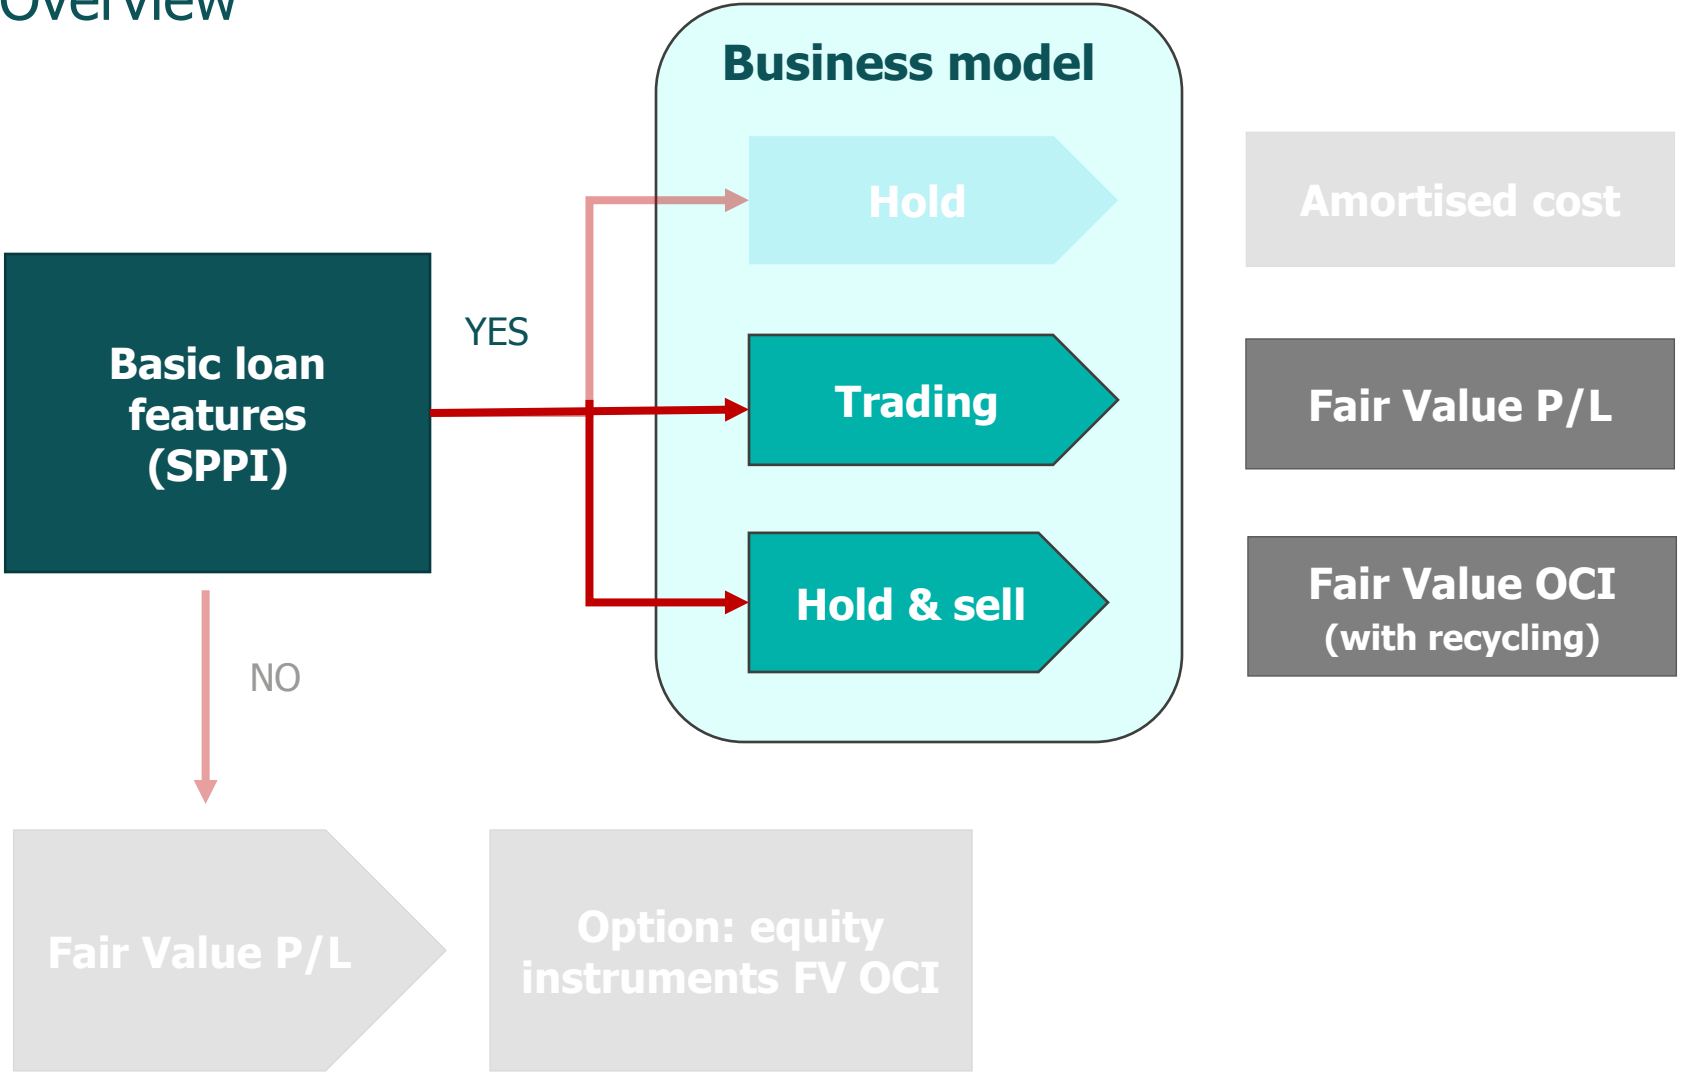 Overview
Business model
Hold
Amortised cost
Basic loan
features
(SPPI)
YES
Trading
Fair Value P/L
Hold & sell
Fair Value OCI
(with recycling)
NO
Fair Value P/L
Option: equity
instruments FV OCI